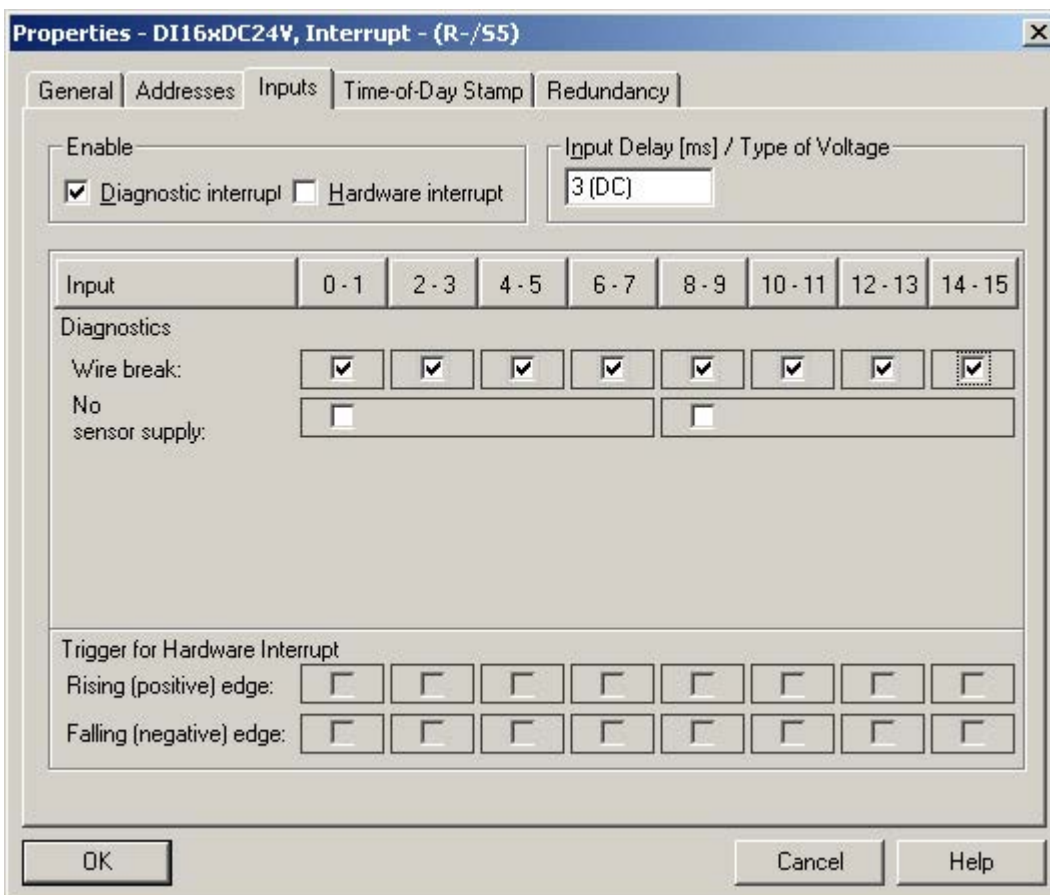 Properties - DI16xDC24V, Interrupt - (R-/S5)
General Addresses Inputs Time-of-Day Stamp Redundancy
Enable
Diagnostic interrupt Hardware interrupt
Input Delay [ms] / Type of Voltage
3 (DC)
Input 0 - 1 2 - 3 4 - 5 6 - 7 8 - 9 10 - 11 12 - 13 14 - 15
Diagnostics
Wire break:
No
sensor supply:
Trigger for Hardware Interrupt
Rising (positive) edge:
Falling (negative) edge:
OK Cancel Help